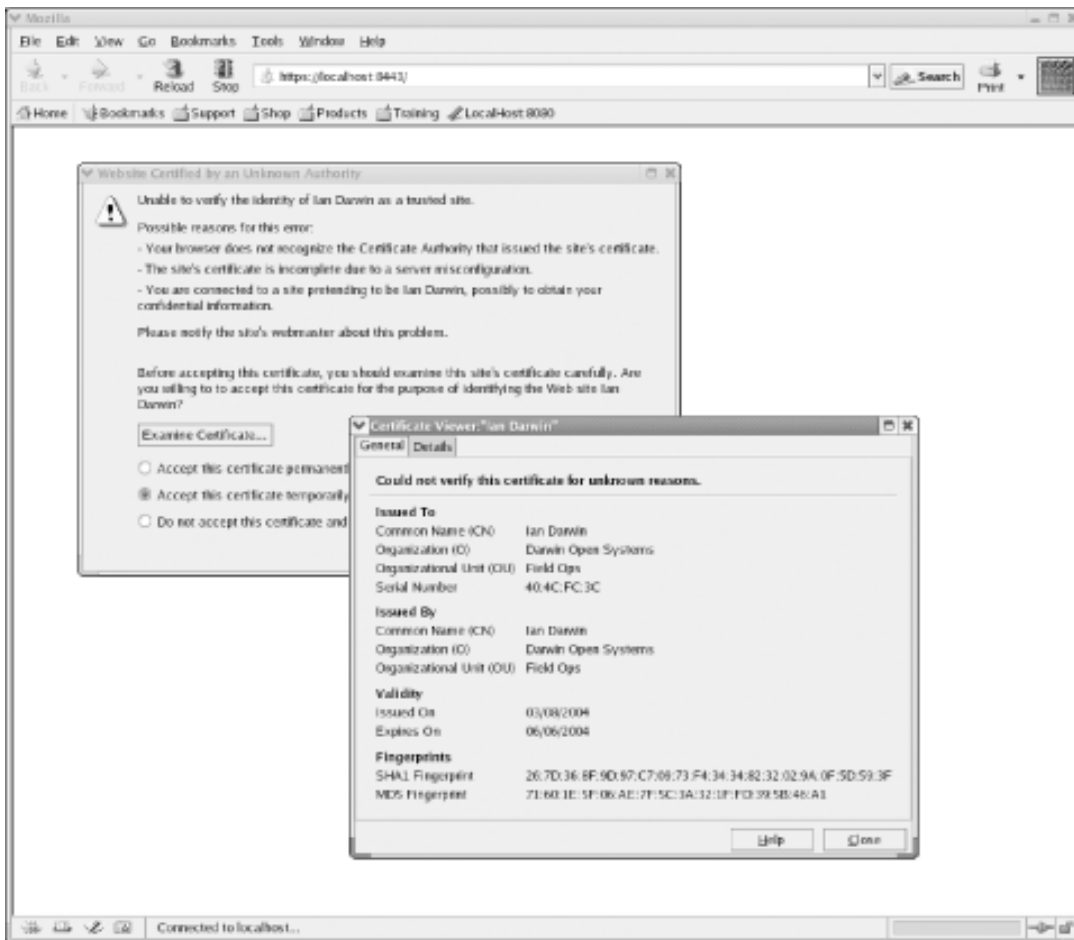 Mozilla
File Edit View Go Bookmarks Tools Window Help
Back Forward Reload Stop https://localhost:8443/ Search Print
Home Bookmarks Support Shop Products Training LocalHost:8080
Website Certified by an Unknown Authority
Unable to verify the identity of Ian Darwin as a trusted site.
Possible reasons for this error:
- Your browser does not recognize the Certificate Authority that issued the site's certificate.
- The site's certificate is incomplete due to a server misconfiguration.
- You are connected to a site pretending to be Ian Darwin, possibly to obtain your
confidential information.
Please notify the site's webmaster about this problem.
Before accepting this certificate, you should examine this site's certificate carefully. Are
you willing to to accept this certificate for the purpose of identifying the Web site Ian
Darwin?
Examine Certificate...
Accept this certificate permanent
Accept this certificate temporarily
Do not accept this certificate and
Certificate Viewer:"Ian Darwin"
General Details
Could not verify this certificate for unknown reasons.
Issued To
Common Name (CN) Ian Darwin
Organization (O) Darwin Open Systems
Organizational Unit (OU) Field Ops
Serial Number 40:4C:FC:3C
Issued By
Common Name (CN) Ian Darwin
Organization (O) Darwin Open Systems
Organizational Unit (OU) Field Ops
Validity
Issued On 03/08/2004
Expires On 06/06/2004
Fingerprints
SHA1 Fingerprint
MD5 Fingerprint
Help Close
Connected to localhost...